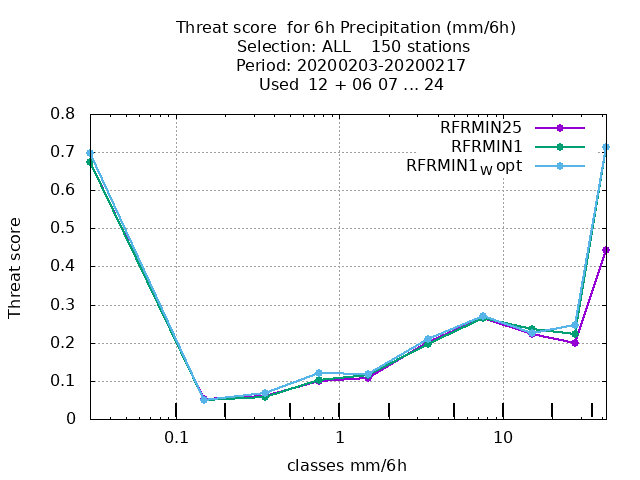 Threat score  for 6h Precipitation (mm/6h)
Selection: ALL    150 stations
Period: 20200203-20200217
Used  12 + 06 07 ... 24
RFRMIN25
RFRMIN1
RFRMIN1w opt
Threat score
0.8
0.7
0.6
0.5
0.4
0.3
0.2
0.1
0
0.1
1
10
classes mm/6h